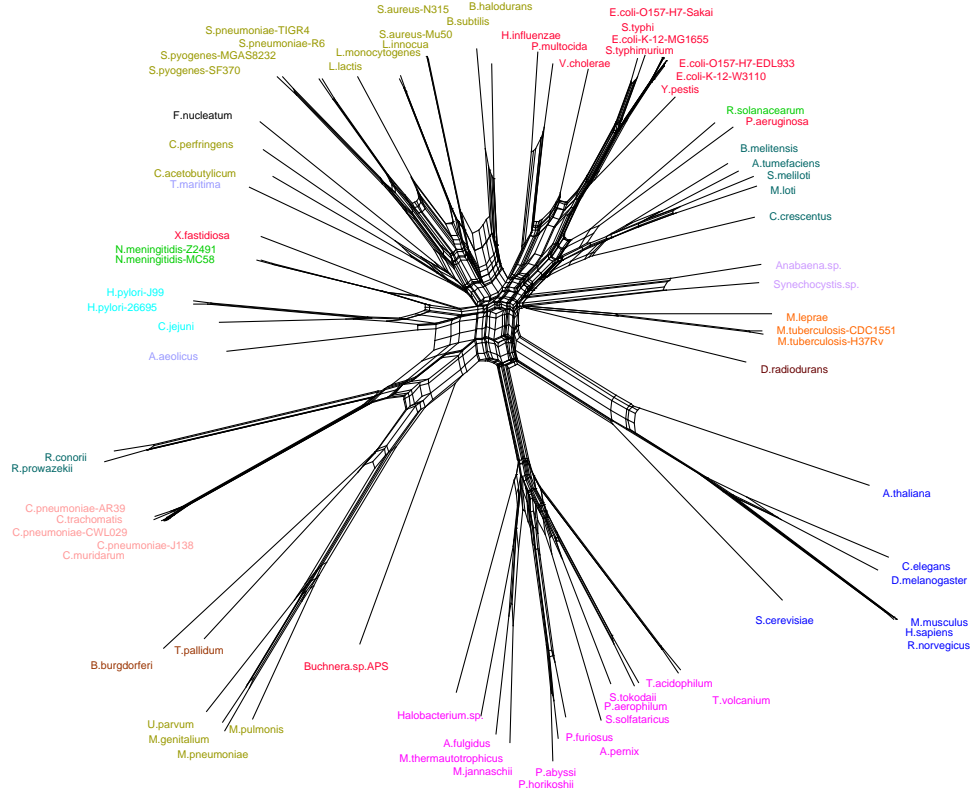 B.halodurans
S.aureus-N315
B.subtilis
E.coli-O157-H7-Sakai
S.typhi
S.pneumoniae-TIGR4
S.pneumoniae-R6
S.aureus-Mu50
L.innocua
H.influenzae
E.coli-K-12-MG1655
S.pyogenes-MGAS8232
L.monocytogenes
P.multocida
S.typhimurium
S.pyogenes-SF370
L.lactis
V.cholerae
E.coli-O157-H7-EDL933
E.coli-K-12-W3110
Y.pestis
F.nucleatum
R.solanacearum
P.aeruginosa
C.perfringens
B.melitensis
A.tumefaciens
C.acetobutylicum
S.meliloti
T.maritima
M.loti
C.crescentus
X.fastidiosa
N.meningitidis-Z2491
N.meningitidis-MC58
Anabaena.sp.
Synechocystis.sp.
H.pylori-J99
H.pylori-26695
M.leprae
C.jejuni
M.tuberculosis-CDC1551
M.tuberculosis-H37Rv
A.aeolicus
D.radiodurans
R.conorii
R.prowazekii
A.thaliana
C.pneumoniae-AR39
C.trachomatis
C.pneumoniae-CWL029
C.pneumoniae-J138
C.muridarum
C.elegans
D.melanogaster
S.cerevisiae
M.musculus
H.sapiens
R.norvegicus
T.pallidum
B.burgdorferi
Buchnera.sp.APS
T.acidophilum
T.volcanium
S.tokodaii
P.aerophilum
S.solfataricus
Halobacterium.sp.
U.parvum
M.pulmonis
M.genitalium
M.pneumoniae
P.furiosus
A.fulgidus
A.pernix
M.thermautotrophicus
M.jannaschii
P.abyssi
P.horikoshii